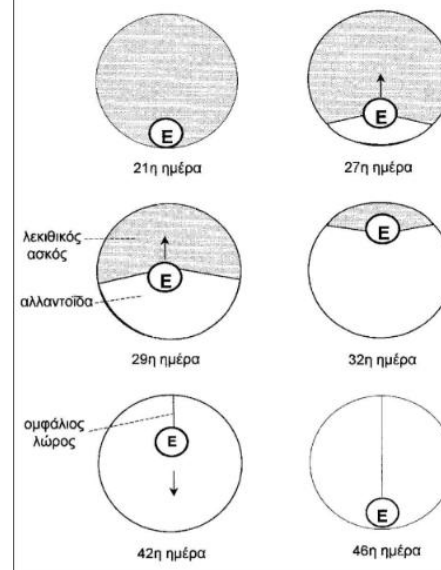 E
E
21η ημέρα
27η ημέρα
λεκιθικός
ασκός
E
E
αλλαντοΐδα
29η ημέρα
32η ημέρα
ομφάλιος
λώρος
E
E
42η ημέρα
46η ημέρα